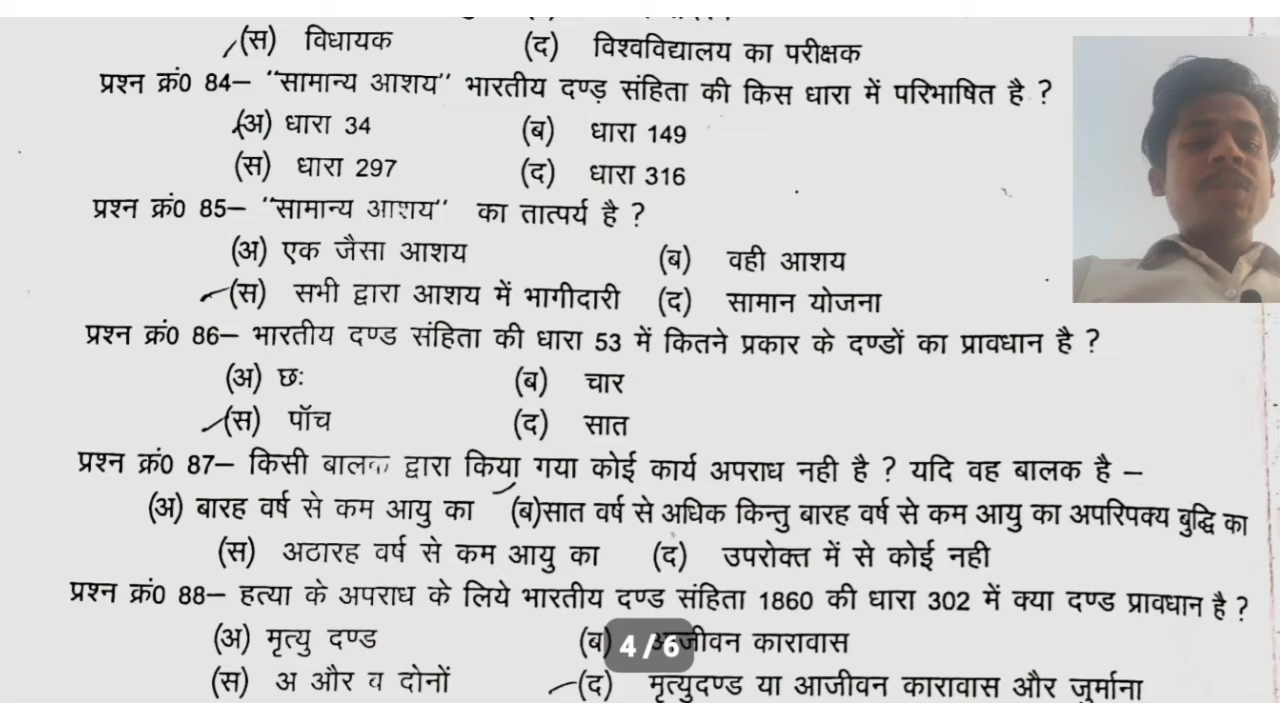 (स) विधायक (द) विश्वविद्यालय का परीक्षक
प्रश्न क्रं0 84– "सामान्य आशय" भारतीय दण्ड़ संहिता की किस धारा में परिभाषित है ?
(अ) धारा 34 (ब) धारा 149
(स) धारा 297 (द) धारा 316
प्रश्न क्रं0 85– "सामान्य आशय" का तात्पर्य है ?
(अ) एक जैसा आशय (ब) वही आशय
(स) सभी द्वारा आशय में भागीदारी (द) सामान योजना
प्रश्न क्रं0 86– भारतीय दण्ड संहिता की धारा 53 में कितने प्रकार के दण्डों का प्रावधान है ?
(अ) छः (ब) चार
(स) पॉच (द) सात
प्रश्न क्रं0 87– किसी बालक द्वारा किया गया कोई कार्य अपराध नही है ? यदि वह बालक है –
(अ) बारह वर्ष से कम आयु का (ब)सात वर्ष से अधिक किन्तु बारह वर्ष से कम आयु का अपरिपक्य बुद्धि का
(स) अठारह वर्ष से कम आयु का (द) उपरोक्त में से कोई नही
प्रश्न क्रं0 88– हत्या के अपराध के लिये भारतीय दण्ड संहिता 1860 की धारा 302 में क्या दण्ड प्रावधान है ?
(अ) मृत्यु दण्ड (ब) 4 / 6 आजीवन कारावास
(स) अ और व दोनों (द) मृत्युदण्ड या आजीवन कारावास और जुर्माना